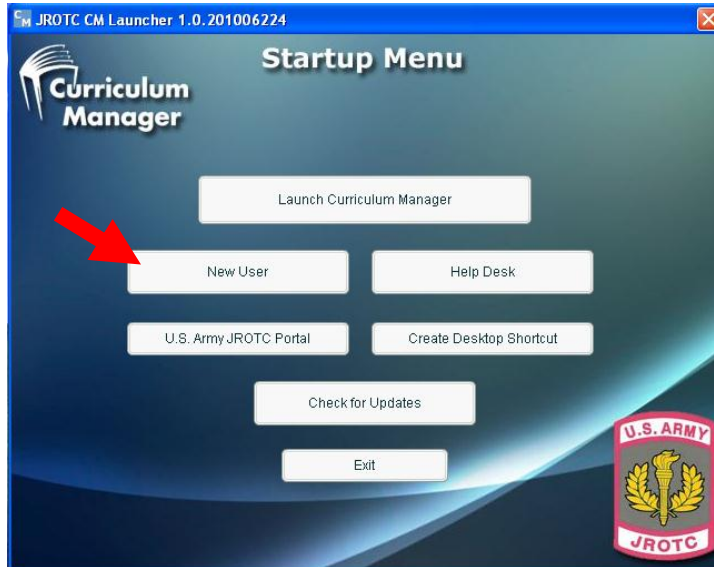 CM JROTC CM Launcher 1.0.201006224
Startup Menu
Curriculum
Manager
Launch Curriculum Manager
New User
Help Desk
U.S. Army JROTC Portal
Create Desktop Shortcut
Check for Updates
Exit
U.S. ARMY
JROTC